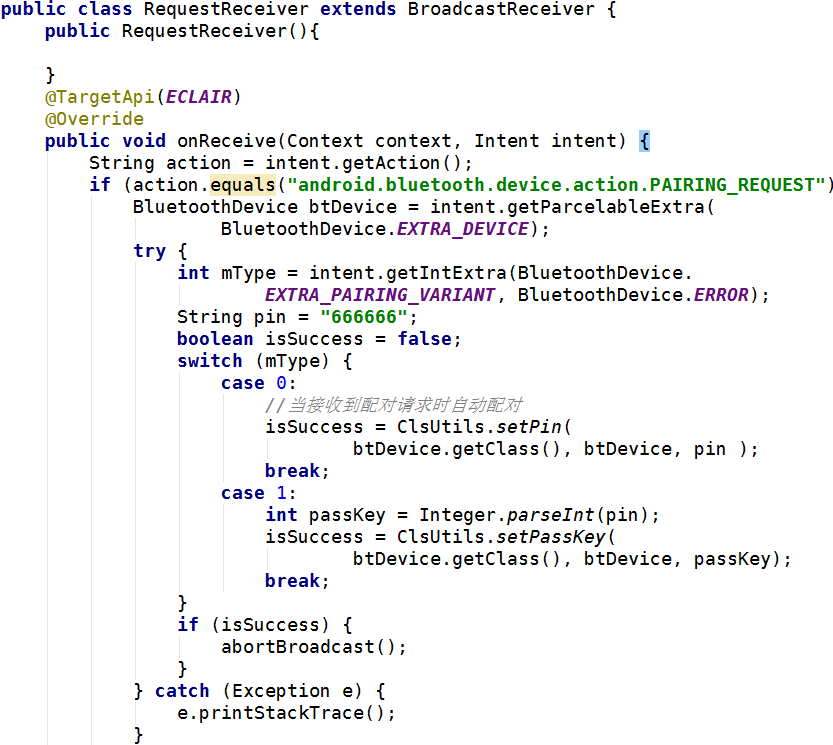 public class RequestReceiver extends BroadcastReceiver {
    public RequestReceiver(){
    }
    @TargetApi(ECLAIR)
    @Override
    public void onReceive(Context context, Intent intent) {
        String action = intent.getAction();
        if (action.equals("android.bluetooth.device.action.PAIRING_REQUEST")
            BluetoothDevice btDevice = intent.getParcelableExtra(
                    BluetoothDevice.EXTRA_DEVICE);
            try {
                int mType = intent.getIntExtra(BluetoothDevice.
                        EXTRA_PAIRING_VARIANT, BluetoothDevice.ERROR);
                String pin = "666666";
                boolean isSuccess = false;
                switch (mType) {
                    case 0:
                        //当接收到配对请求时自动配对
                        isSuccess = ClsUtils.setPin(
                                btDevice.getClass(), btDevice, pin );
                        break;
                    case 1:
                        int passKey = Integer.parseInt(pin);
                        isSuccess = ClsUtils.setPassKey(
                                btDevice.getClass(), btDevice, passKey);
                        break;
                }
                if (isSuccess) {
                    abortBroadcast();
                }
            } catch (Exception e) {
                e.printStackTrace();
            }